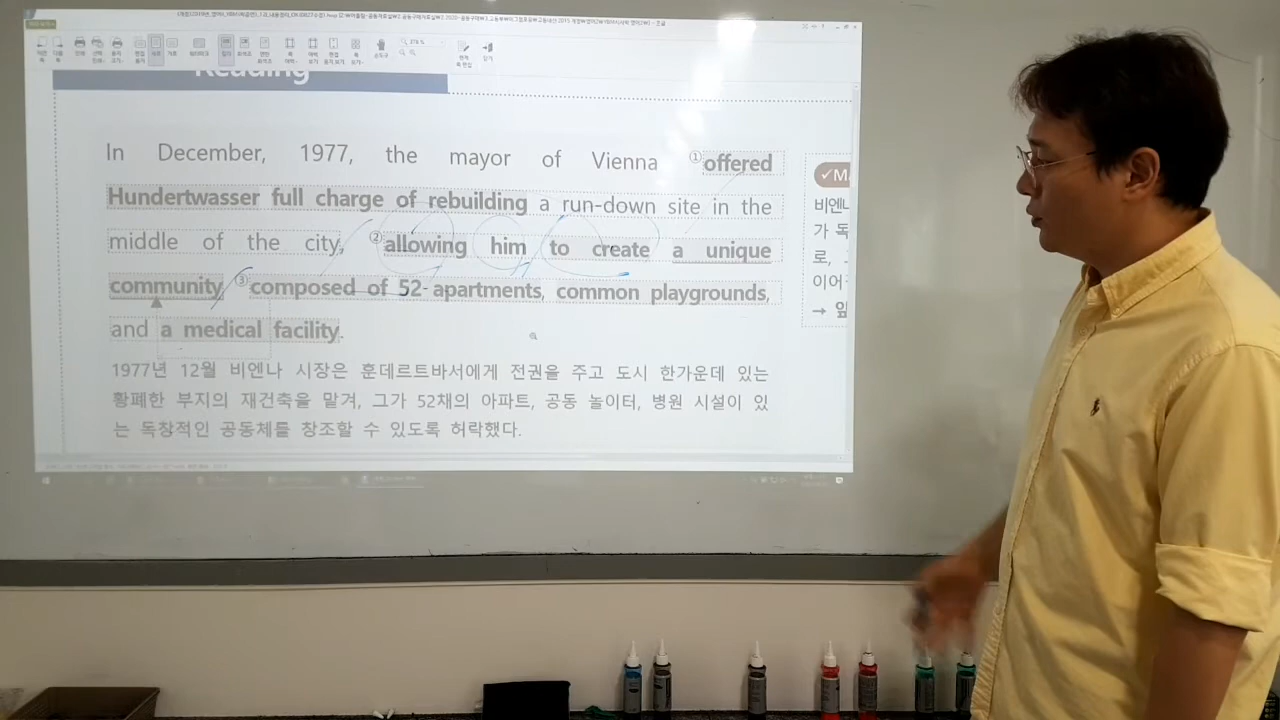 Reading
In December, 1977, the mayor of Vienna ①offered
Hundertwasser full charge of rebuilding a run-down site in the
middle of the city, ②allowing him to create a unique
community ③composed of 52 apartments, common playgrounds,
and a medical facility.
1977년 12월 비엔나 시장은 훈데르트바서에게 전권을 주고 도시 한가운데 있는
황폐한 부지의 재건축을 맡겨, 그가 52채의 아파트, 공동 놀이터, 병원 시설이 있
는 독창적인 공동체를 창조할 수 있도록 허락했다.
비엔
가 독
로,
이어
→ 앞